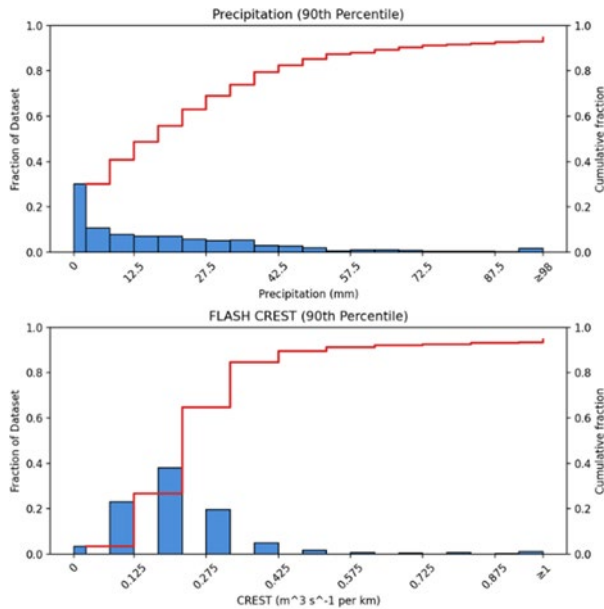 Precipitation (90th Percentile)
1.0 1.0
0.8 0.8
0.6 0.6
0.4 0.4
0.2 0.2
0.0 0.0
Fraction of Dataset
Cumulative fraction
0 12.5 27.5 42.5 57.5 72.5 87.5 ≥98
Precipitation (mm)
FLASH CREST (90th Percentile)
1.0 1.0
0.8 0.8
0.6 0.6
0.4 0.4
0.2 0.2
0.0 0.0
Fraction of Dataset
Cumulative fraction
0 0.125 0.275 0.425 0.575 0.725 0.875 ≥1
CREST (m^3 s^-1 per km)